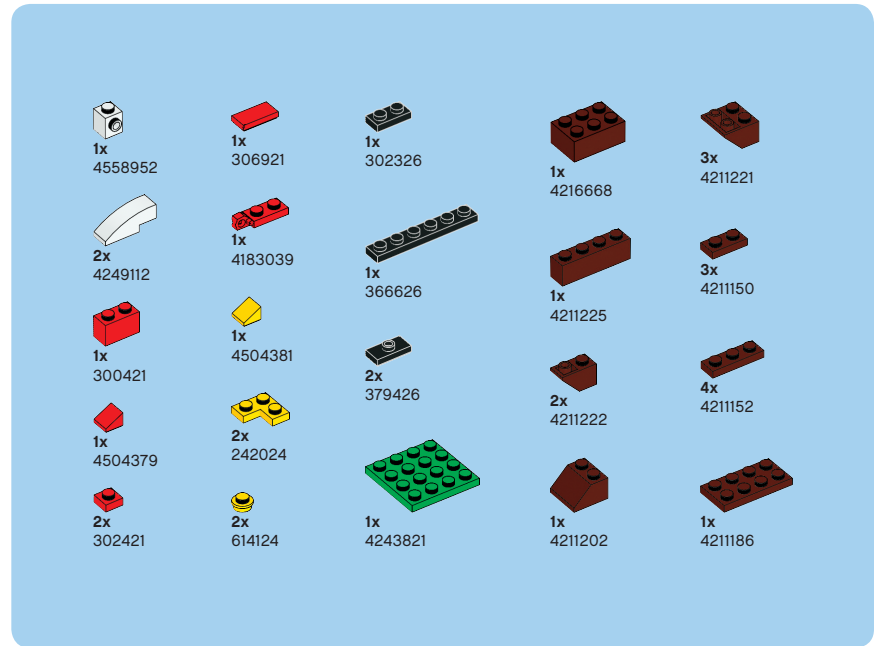 1x
4558952
2x
4249112
1x
300421
1x
4504379
2x
302421
1x
306921
1x
4183039
1x
4504381
2x
242024
2x
614124
1x
302326
1x
366626
2x
379426
1x
4243821
1x
4216668
1x
4211225
2x
4211222
1x
4211202
3x
4211221
3x
4211150
4x
4211152
1x
4211186